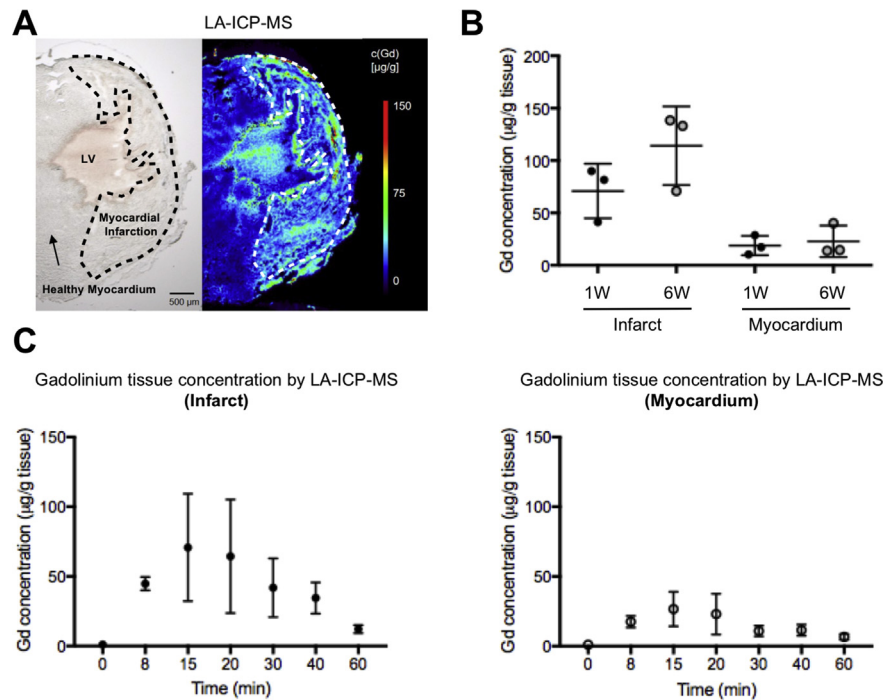 A
LA-ICP-MS
c(Gd)
[µg/g]
150
75
0
LV
Myocardial
Infarction
Healthy Myocardium
500 µm
B
Gd concentration (µg/g tissue)
200
150
100
50
0
1W 6W 1W 6W
Infarct Myocardium
C
Gadolinium tissue concentration by LA-ICP-MS
(Infarct)
Gd concentration (µg/g tissue)
150
100
50
0
0 8 15 20 30 40 60
Time (min)
Gadolinium tissue concentration by LA-ICP-MS
(Myocardium)
Gd concentration (µg/g tissue)
150
100
50
0
0 8 15 20 30 40 60
Time (min)